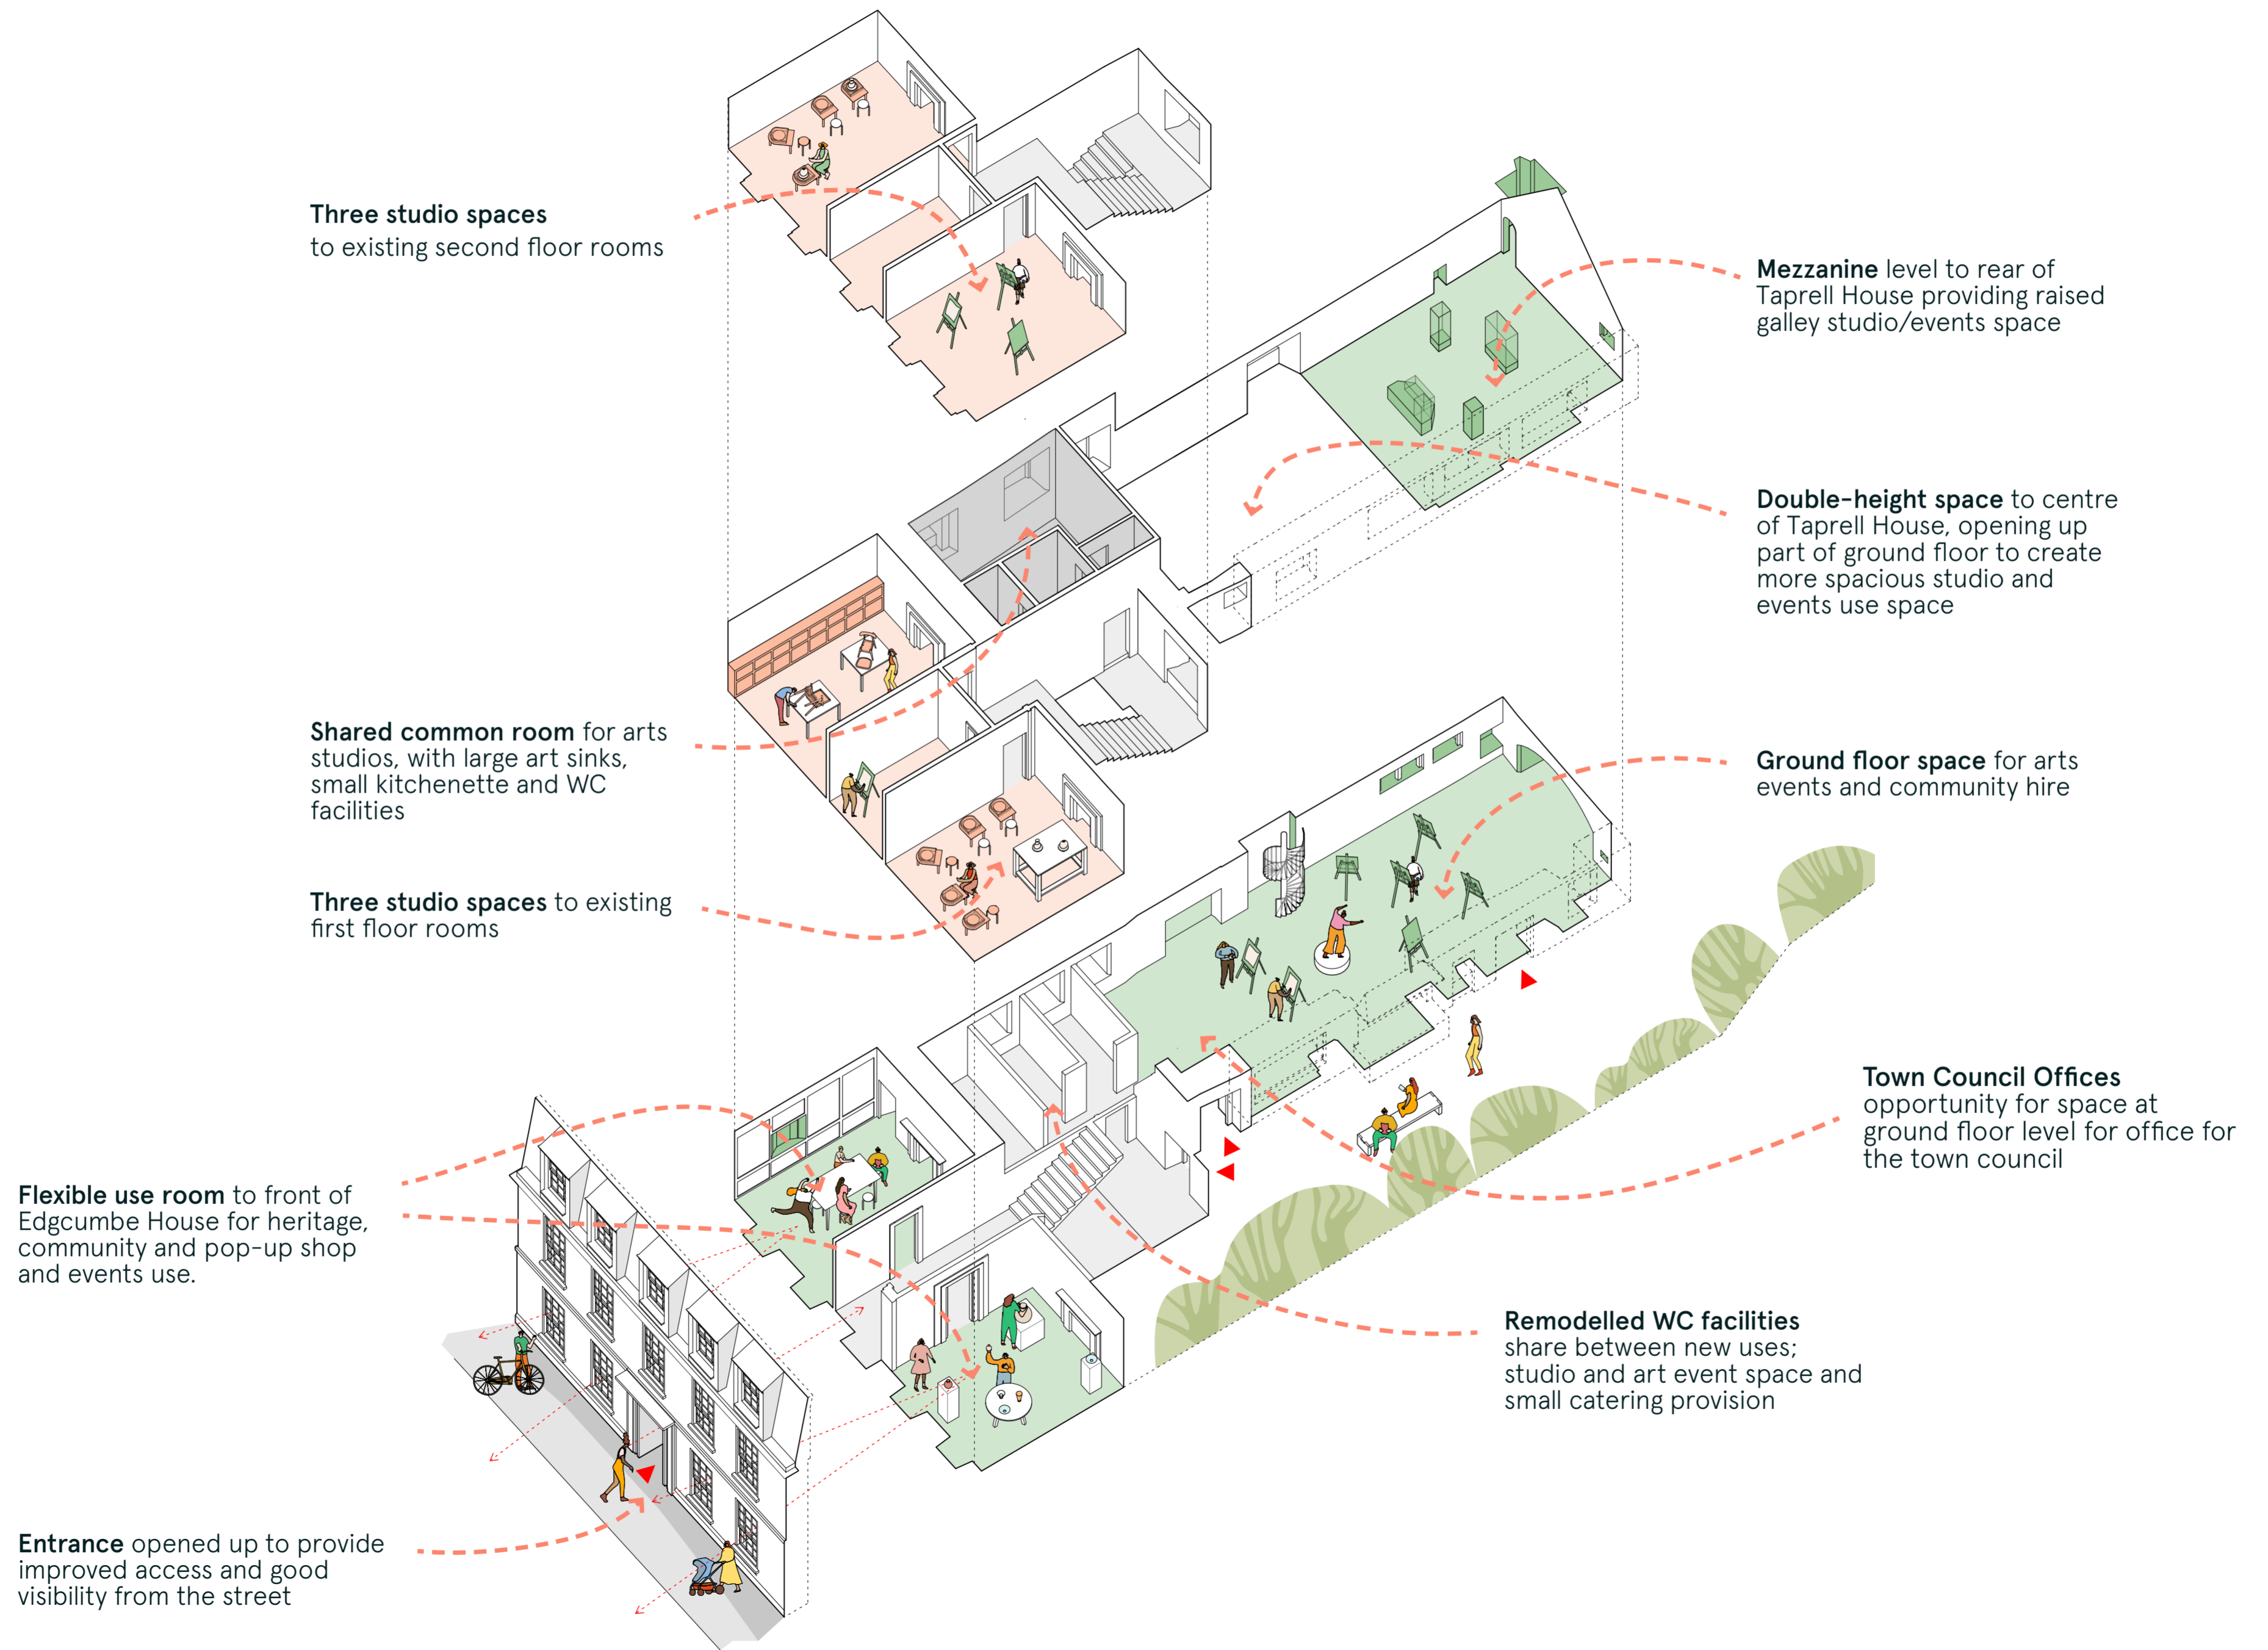 Three studio spaces
to existing second floor rooms
Mezzanine level to rear of
Taprell House providing raised
galley studio/events space
Double-height space to centre
of Taprell House, opening up
part of ground floor to create
more spacious studio and
events use space
Shared common room for arts
studios, with large art sinks,
small kitchenette and WC
facilities
Ground floor space for arts
events and community hire
Three studio spaces to existing
first floor rooms
Town Council Offices
opportunity for space at
ground floor level for office for
the town council
Flexible use room to front of
Edgcumbe House for heritage,
community and pop-up shop
and events use.
Remodelled WC facilities
share between new uses;
studio and art event space and
small catering provision
Entrance opened up to provide
improved access and good
visibility from the street